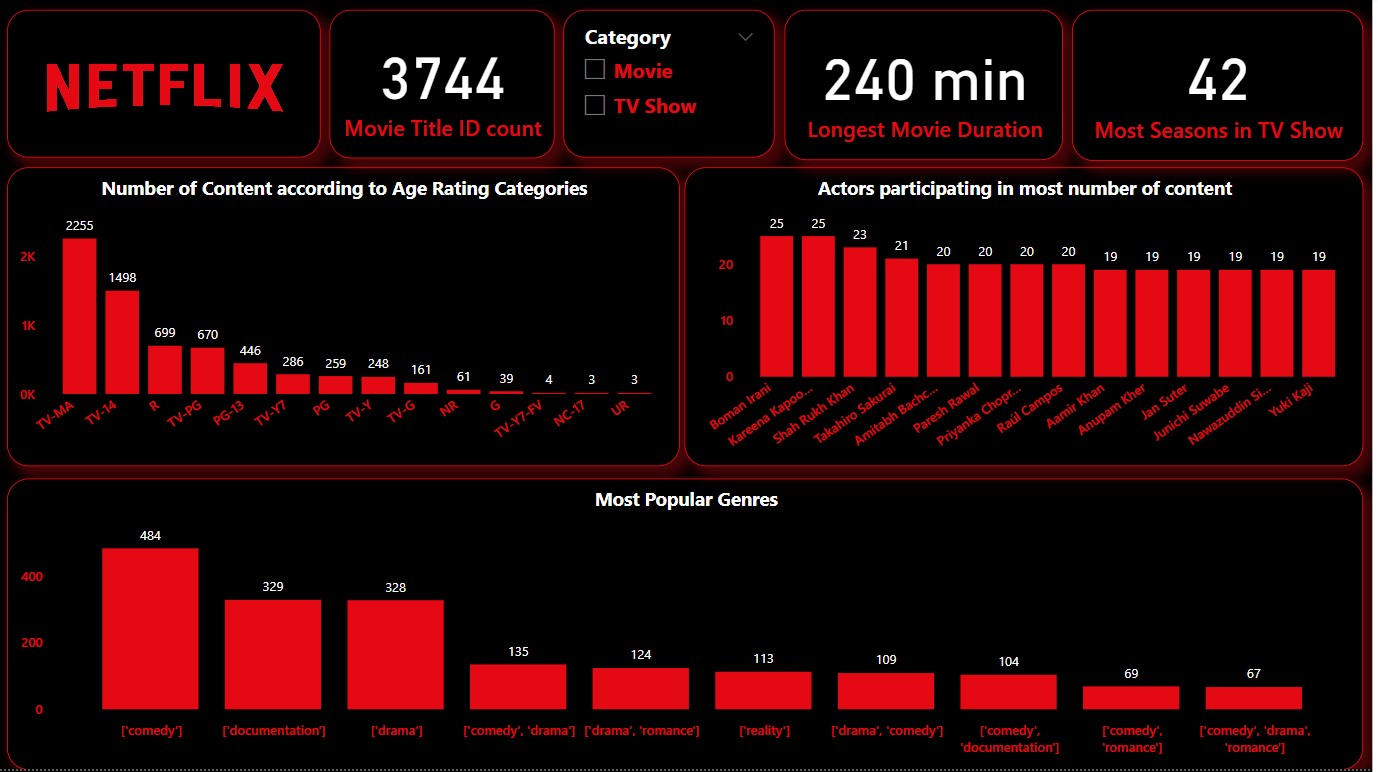 NETFLIX
3744
Movie Title ID count
Category
Movie
TV Show
240 min
Longest Movie Duration
42
Most Seasons in TV Show
Number of Content according to Age Rating Categories
2K
1K
0K
2255
1498
699
670
446
286
259
248
161
61
39
4
3
3
TV-MA
TV-14
R
TV-PG
PG-13
TV-Y7
PG
TV-Y
TV-G
NR
G
TV-Y7-FV
NC-17
UR
Actors participating in most number of content
20
10
0
25
25
23
21
20
20
20
20
19
19
19
19
19
19
Boman Irani
Kareena Kapoo...
Shah Rukh Khan
Takahiro Sakurai
Amitabh Bachc...
Paresh Rawal
Priyanka Chopr...
Raúl Campos
Aamir Khan
Anupam Kher
Jan Suter
Junichi Suwabe
Nawazuddin Si...
Yuki Kaji
Most Popular Genres
400
200
0
484
329
328
135
124
113
109
104
69
67
['comedy']
['documentation']
['drama']
['comedy', 'drama']
['drama', 'romance']
['reality']
['drama', 'comedy']
['comedy',
'documentation']
['comedy',
'romance']
['comedy', 'drama',
'romance']